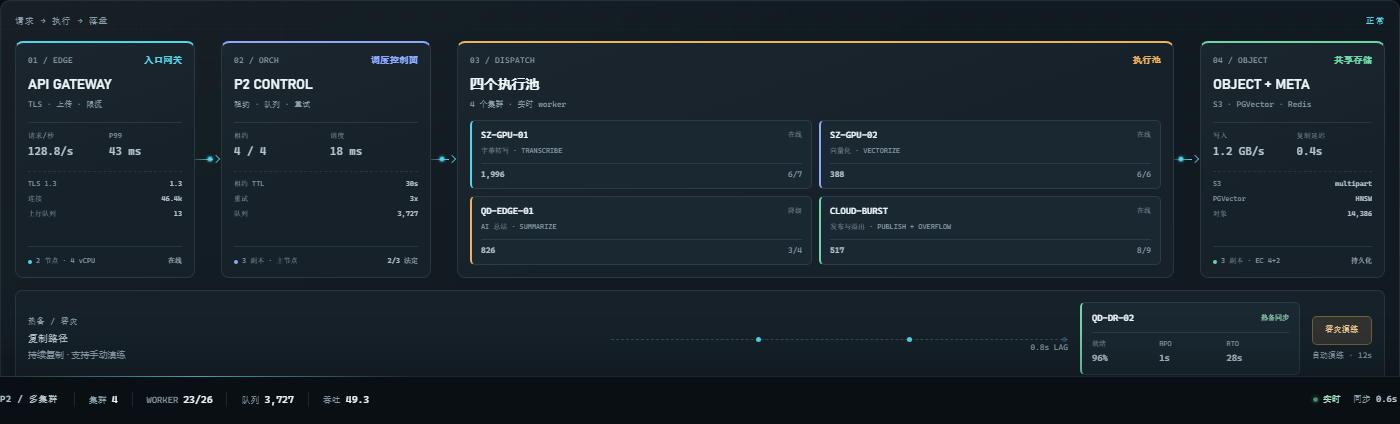 请求 → 执行 → 落盘
正常
01 / EDGE
入口网关
API GATEWAY
TLS · 上传 · 限流
请求/秒
P99
128.8/s
43 ms
TLS 1.3
1.3
连接
46.4k
上行队列
13
2 节点 · 4 vCPU
在线
02 / ORCH
调度控制面
P2 CONTROL
租约 · 队列 · 重试
租约
调度
4 / 4
18 ms
租约 TTL
30s
重试
3x
队列
3,727
3 副本 · 主节点
2/3 法定
03 / DISPATCH
执行池
四个执行池
4 个集群 · 实时 worker
SZ-GPU-01
在线
字幕转写 · TRANSCRIBE
1,996
6/7
SZ-GPU-02
在线
向量化 · VECTORIZE
388
6/6
QD-EDGE-01
降级
AI 总结 · SUMMARIZE
826
3/4
CLOUD-BURST
在线
发布与溢出 · PUBLISH + OVERFLOW
517
8/9
04 / OBJECT
共享存储
OBJECT + META
S3 · PGVector · Redis
写入
复制延迟
1.2 GB/s
0.4s
S3
multipart
PGVector
HNSW
对象
14,386
3 副本 · EC 4+2
持久化
热备 / 容灾
复制路径
持续复制 · 支持手动演练
0.8s LAG
QD-DR-02
热备同步
就绪
RPO
RTO
96%
1s
28s
容灾演练
自动演练 · 12s
P2 / 多集群
集群 4
WORKER 23/26
队列 3,727
吞吐 49.3
实时
同步 0.6s